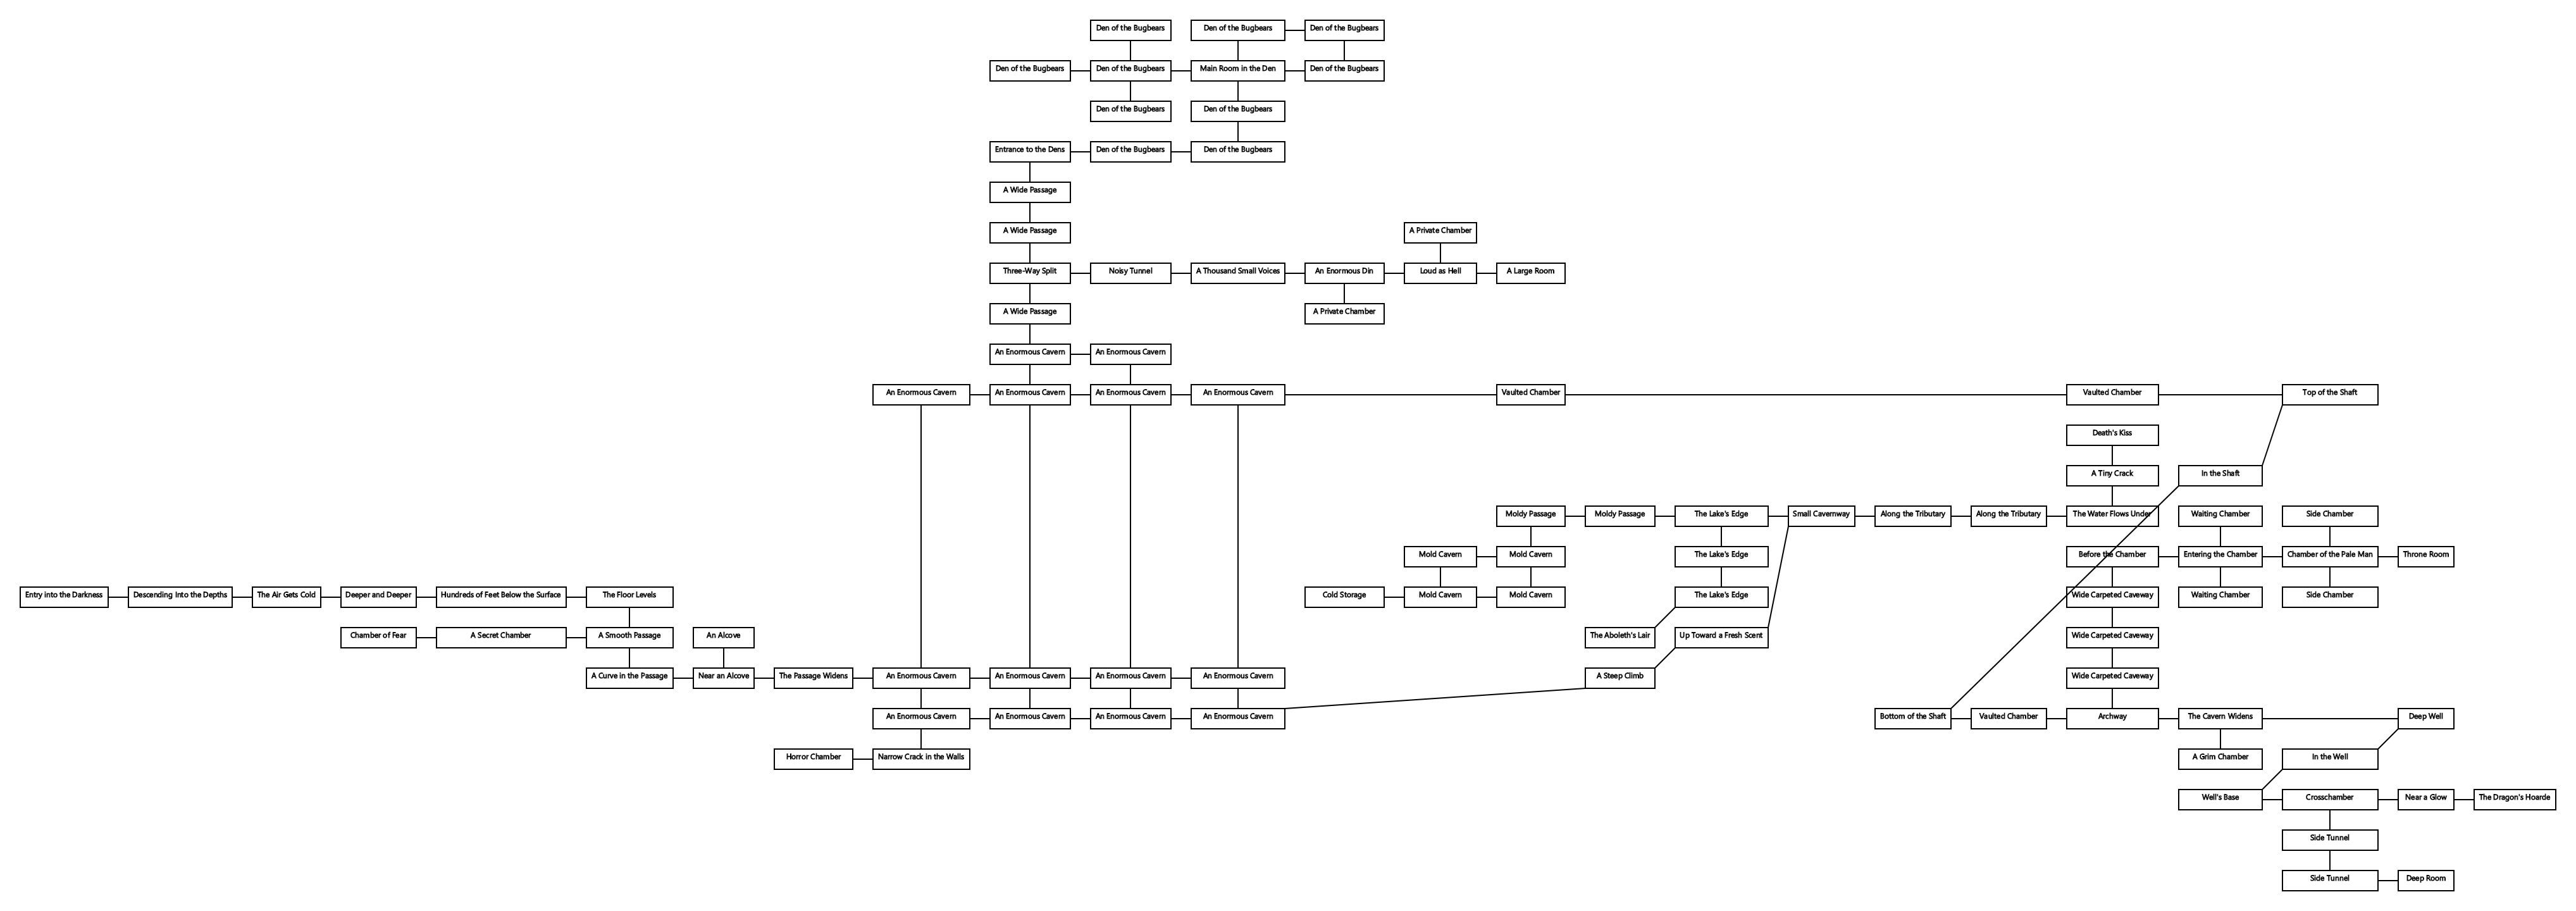 Den of the Bugbears
Den of the Bugbears
Den of the Bugbears
Den of the Bugbears
Den of the Bugbears
Main Room in the Den
Den of the Bugbears
Den of the Bugbears
Den of the Bugbears
Entrance to the Dens
Den of the Bugbears
Den of the Bugbears
A Wide Passage
A Wide Passage
A Private Chamber
Three-Way Split
Noisy Tunnel
A Thousand Small Voices
An Enormous Din
Loud as Hell
A Large Room
A Wide Passage
A Private Chamber
An Enormous Cavern
An Enormous Cavern
An Enormous Cavern
An Enormous Cavern
An Enormous Cavern
An Enormous Cavern
Vaulted Chamber
Vaulted Chamber
Top of the Shaft
Death's Kiss
A Tiny Crack
In the Shaft
Moldy Passage
Moldy Passage
The Lake's Edge
Small Cavernway
Along the Tributary
Along the Tributary
The Water Flows Under
Waiting Chamber
Side Chamber
Mold Cavern
Mold Cavern
The Lake's Edge
Before the Chamber
Entering the Chamber
Chamber of the Pale Man
Throne Room
Entry into the Darkness
Descending Into the Depths
The Air Gets Cold
Deeper and Deeper
Hundreds of Feet Below the Surface
The Floor Levels
Cold Storage
Mold Cavern
Mold Cavern
The Lake's Edge
Wide Carpeted Caveway
Waiting Chamber
Side Chamber
Chamber of Fear
A Secret Chamber
A Smooth Passage
An Alcove
The Aboleth's Lair
Up Toward a Fresh Scent
Wide Carpeted Caveway
A Curve in the Passage
Near an Alcove
The Passage Widens
An Enormous Cavern
An Enormous Cavern
An Enormous Cavern
An Enormous Cavern
A Steep Climb
Wide Carpeted Caveway
An Enormous Cavern
An Enormous Cavern
An Enormous Cavern
An Enormous Cavern
Bottom of the Shaft
Vaulted Chamber
Archway
The Cavern Widens
Deep Well
Horror Chamber
Narrow Crack in the Walls
A Grim Chamber
In the Well
Well's Base
Crosschamber
Near a Glow
The Dragon's Hoarde
Side Tunnel
Side Tunnel
Deep Room